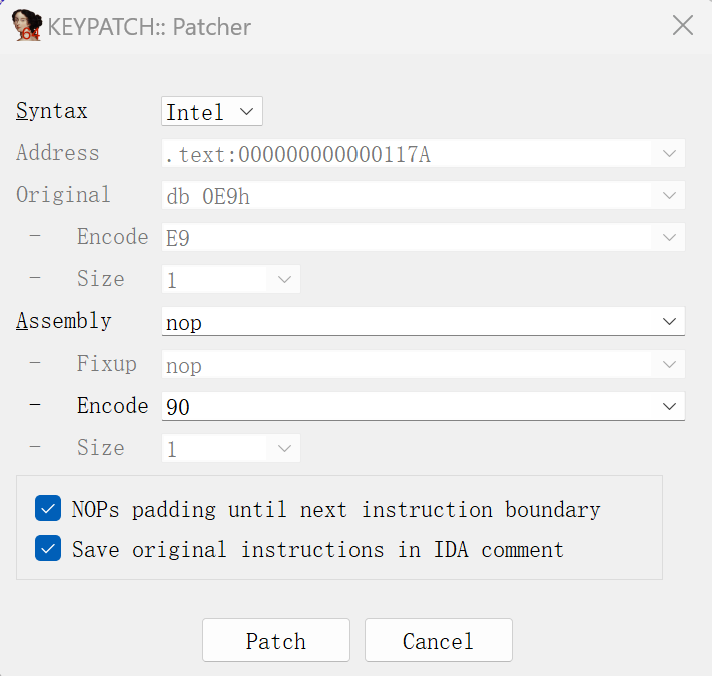 64
KEYPATCH:: Patcher
Syntax Intel
Address .text:000000000000117A
Original db 0E9h
- Encode E9
- Size 1
Assembly nop
- Fixup nop
- Encode 90
- Size 1
NOPs padding until next instruction boundary
Save original instructions in IDA comment
Patch Cancel